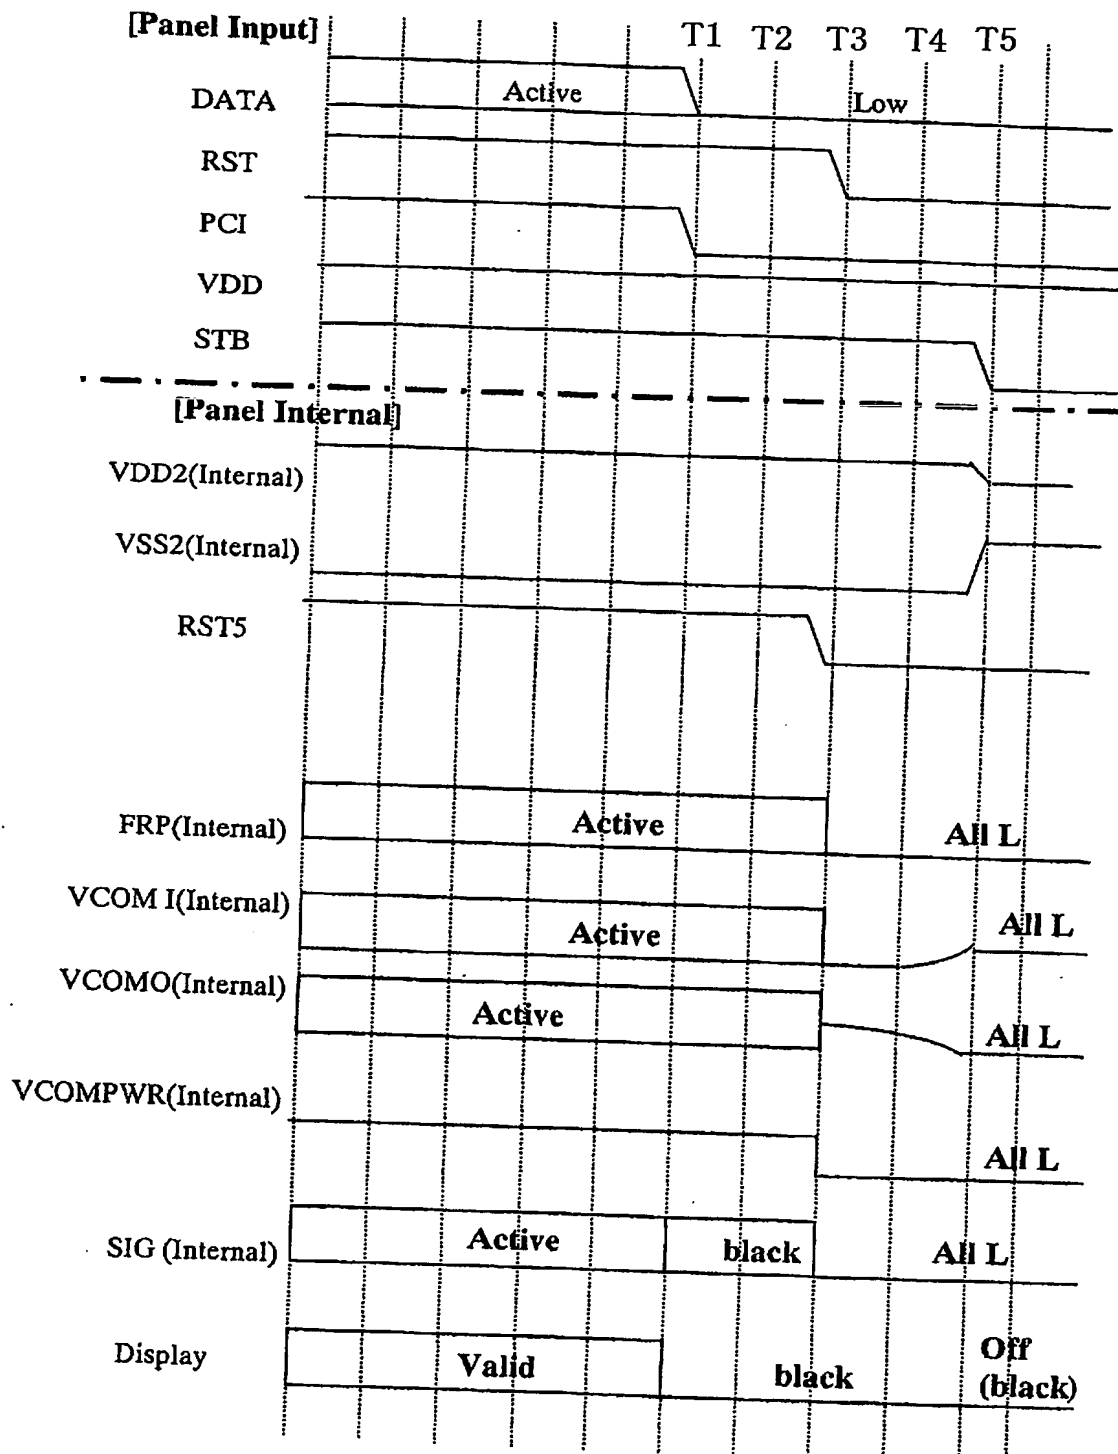 [Panel Input] T1 T2 T3 T4 T5
DATA Active Low
RST
PCI
VDD
STB
[Panel Internal]
VDD2(Internal)
VSS2(Internal)
RST5
FRP(Internal) Active All L
VCOM I(Internal) Active All L
VCOMO(Internal) Active All L
VCOMPWR(Internal) All L
SIG (Internal) Active black All L
Display Valid black Off
(black)